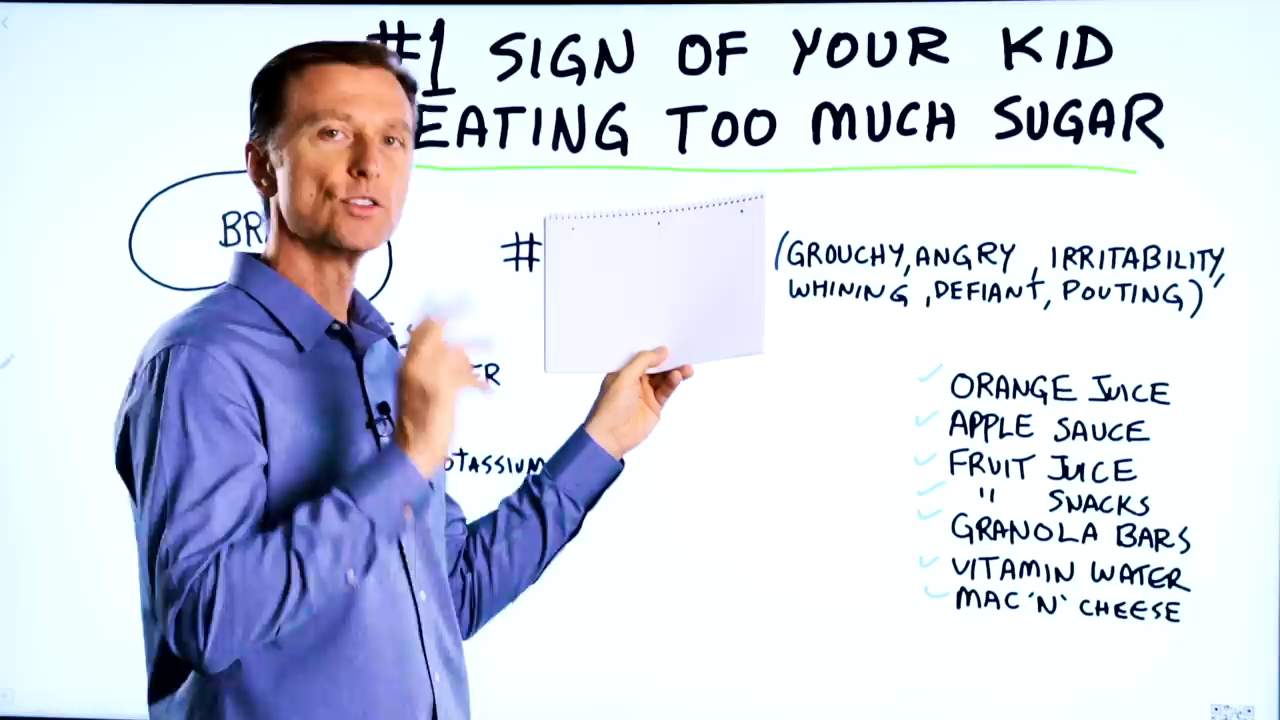 #1 SIGN OF YOUR KID
EATING TOO MUCH SUGAR
#
(GROUCHY, ANGRY, IRRITABILITY,
WHINING, DEFIANT, POUTING)
ORANGE JUICE
APPLE SAUCE
FRUIT JUICE
" SNACKS
GRANOLA BARS
VITAMIN WATER
MAC 'N' CHEESE